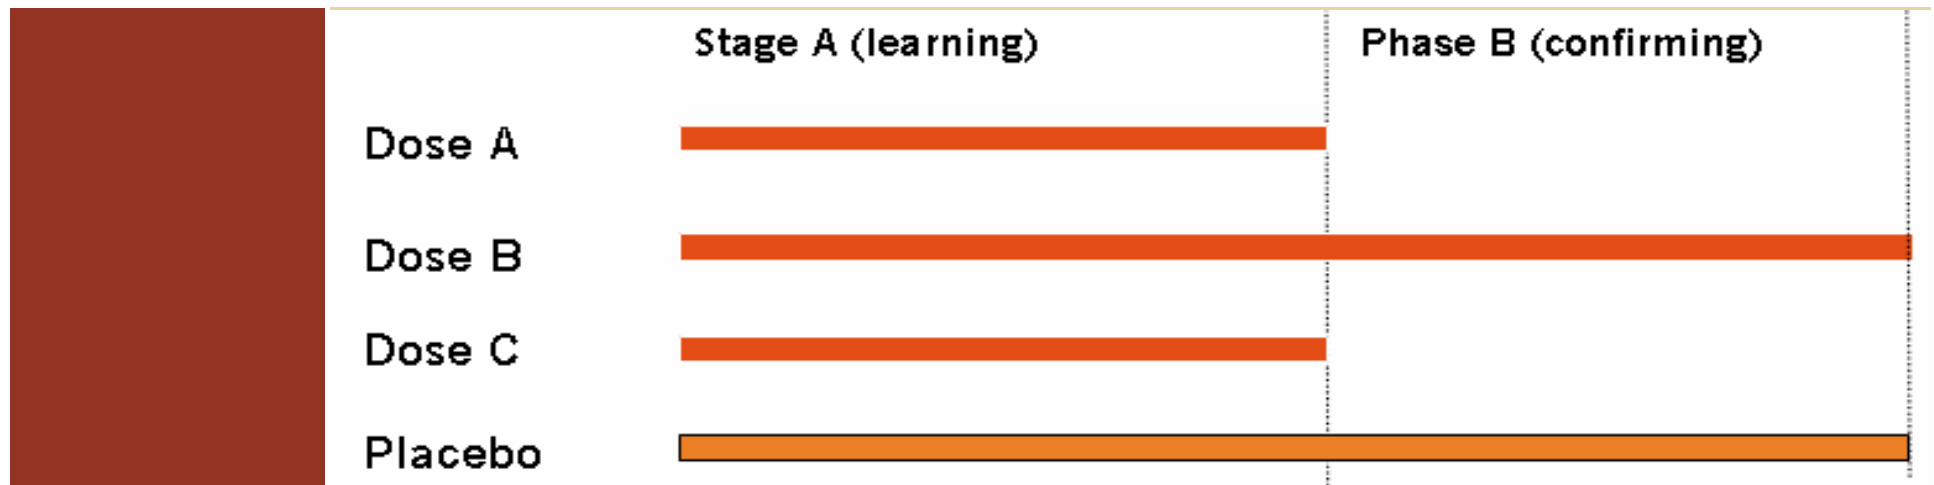 Stage A (learning) Phase B (confirming)
Dose A
Dose B
Dose C
Placebo